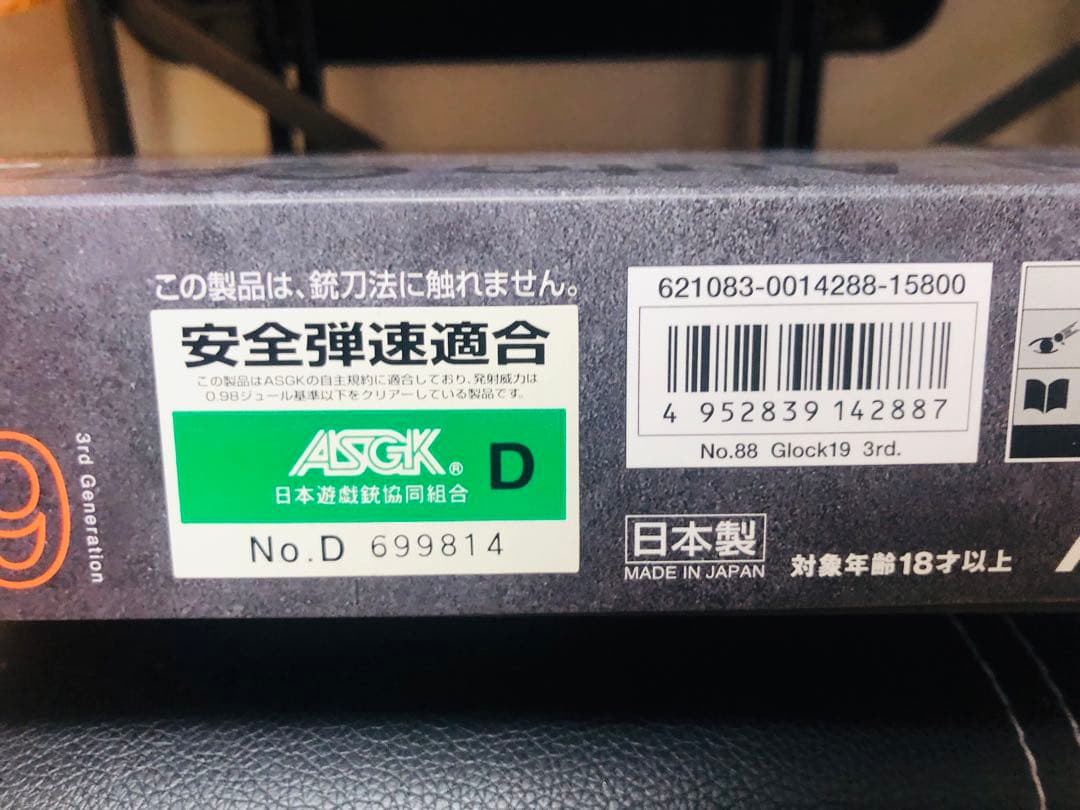 この製品は、銃刀法に触れません。
安全弾速適合
この製品はASGKの自主規約に適合しており、発射威力は
0.98ジュール基準以下をクリアーしている製品です。
ASGK® D
日本遊戯銃協同組合
No.D 699814
621083-0014288-15800
4 952839 142887
No.88 Glock19 3rd.
日本製
MADE IN JAPAN
対象年齢18才以上
9
3rd Generation